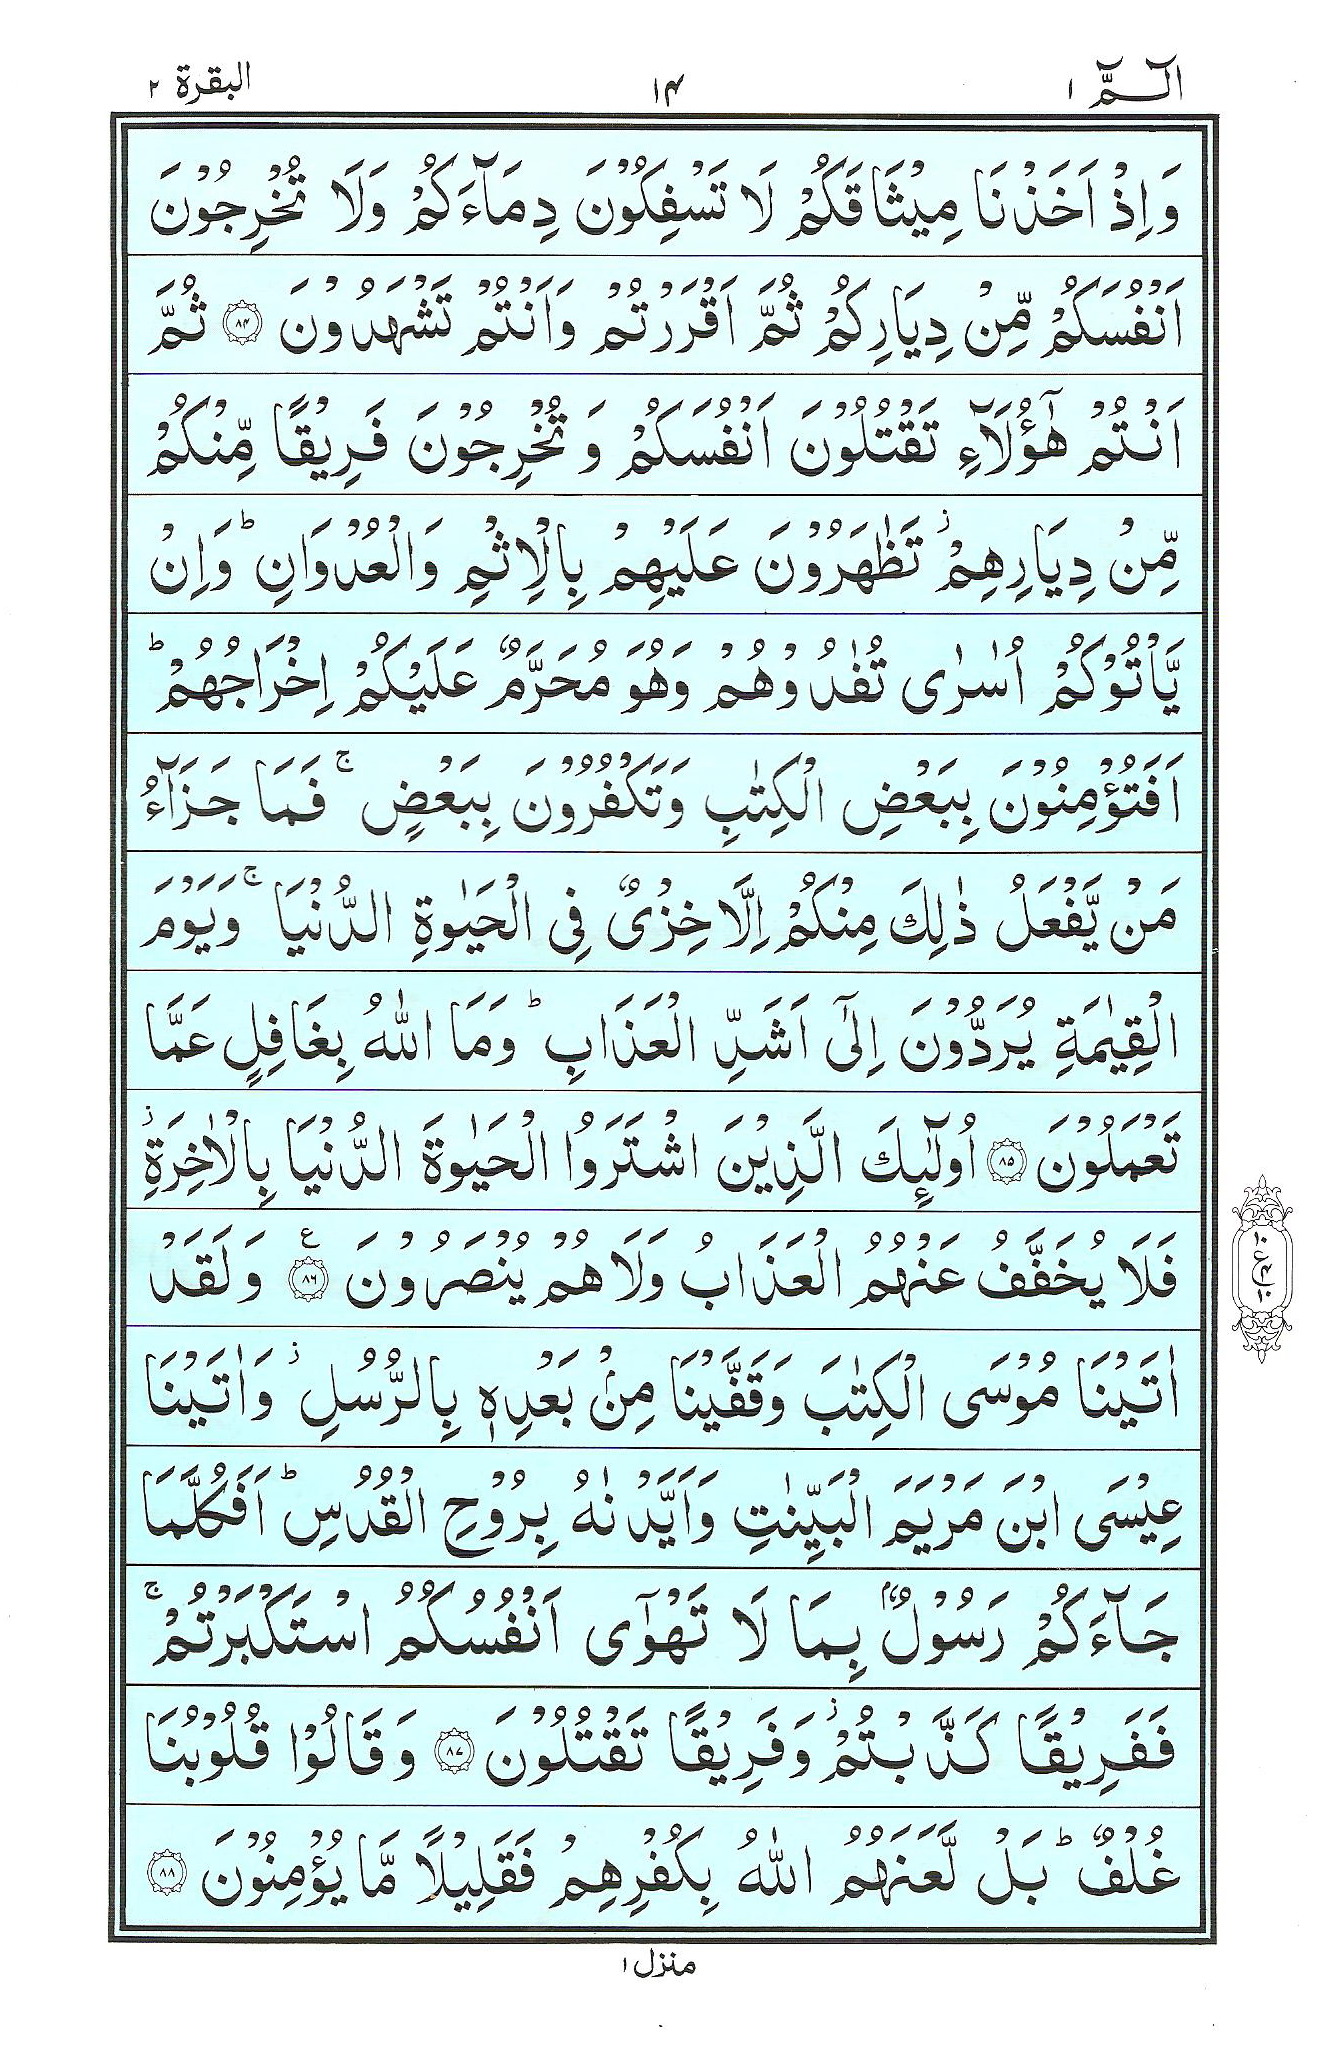 الٓمّٓ ١ ١٤ البقرة ٢
وَاِذْ اَخَذْنَا مِيْثَاقَكُمْ لَا تَسْفِكُوْنَ دِمَآءَكُمْ وَلَا تُخْرِجُوْنَ
اَنْفُسَكُمْ مِّنْ دِيَارِكُمْ ثُمَّ اَقْرَرْتُمْ وَاَنْتُمْ تَشْهَدُوْنَ ۝٨٤ ثُمَّ
اَنْتُمْ هٰٓؤُلَآءِ تَقْتُلُوْنَ اَنْفُسَكُمْ وَ تُخْرِجُوْنَ فَرِيْقًا مِّنْكُمْ
مِّنْ دِيَارِهِمْ ز تَظٰهَرُوْنَ عَلَيْهِمْ بِالْاِثْمِ وَالْعُدْوَانِ ؕ وَاِنْ
يَّاْتُوْكُمْ اُسٰرٰى تُفٰدُوْهُمْ وَهُوَ مُحَرَّمٌ عَلَيْكُمْ اِخْرَاجُهُمْ ؕ
اَفَتُؤْمِنُوْنَ بِبَعْضِ الْكِتٰبِ وَتَكْفُرُوْنَ بِبَعْضٍ ۚ فَمَا جَزَآءُ
مَنْ يَّفْعَلُ ذٰلِكَ مِنْكُمْ اِلَّا خِزْىٌ فِى الْحَيٰوةِ الدُّنْيَا ۚ وَيَوْمَ
الْقِيٰمَةِ يُرَدُّوْنَ اِلٰٓى اَشَدِّ الْعَذَابِ ؕ وَمَا اللّٰهُ بِغَافِلٍ عَمَّا
تَعْمَلُوْنَ ۝٨٥ اُولٰٓئِكَ الَّذِيْنَ اشْتَرَوُا الْحَيٰوةَ الدُّنْيَا بِالْاٰخِرَةِ ز
فَلَا يُخَفَّفُ عَنْهُمُ الْعَذَابُ وَلَا هُمْ يُنْصَرُوْنَ ۝٨٦ ع وَلَقَدْ
اٰتَيْنَا مُوْسَى الْكِتٰبَ وَقَفَّيْنَا مِنْۢ بَعْدِهٖ بِالرُّسُلِ ز وَاٰتَيْنَا
عِيْسَى ابْنَ مَرْيَمَ الْبَيِّنٰتِ وَاَيَّدْنٰهُ بِرُوْحِ الْقُدُسِ ؕ اَفَكُلَّمَا
جَآءَكُمْ رَسُوْلٌۢ بِمَا لَا تَهْوٰٓى اَنْفُسُكُمُ اسْتَكْبَرْتُمْ ۚ
فَفَرِيْقًا كَذَّبْتُمْ ز وَفَرِيْقًا تَقْتُلُوْنَ ۝٨٧ وَقَالُوْا قُلُوْبُنَا
غُلْفٌ ؕ بَلْ لَّعَنَهُمُ اللّٰهُ بِكُفْرِهِمْ فَقَلِيْلًا مَّا يُؤْمِنُوْنَ ۝٨٨
١٠
ع ٤
١٠
منزل ١